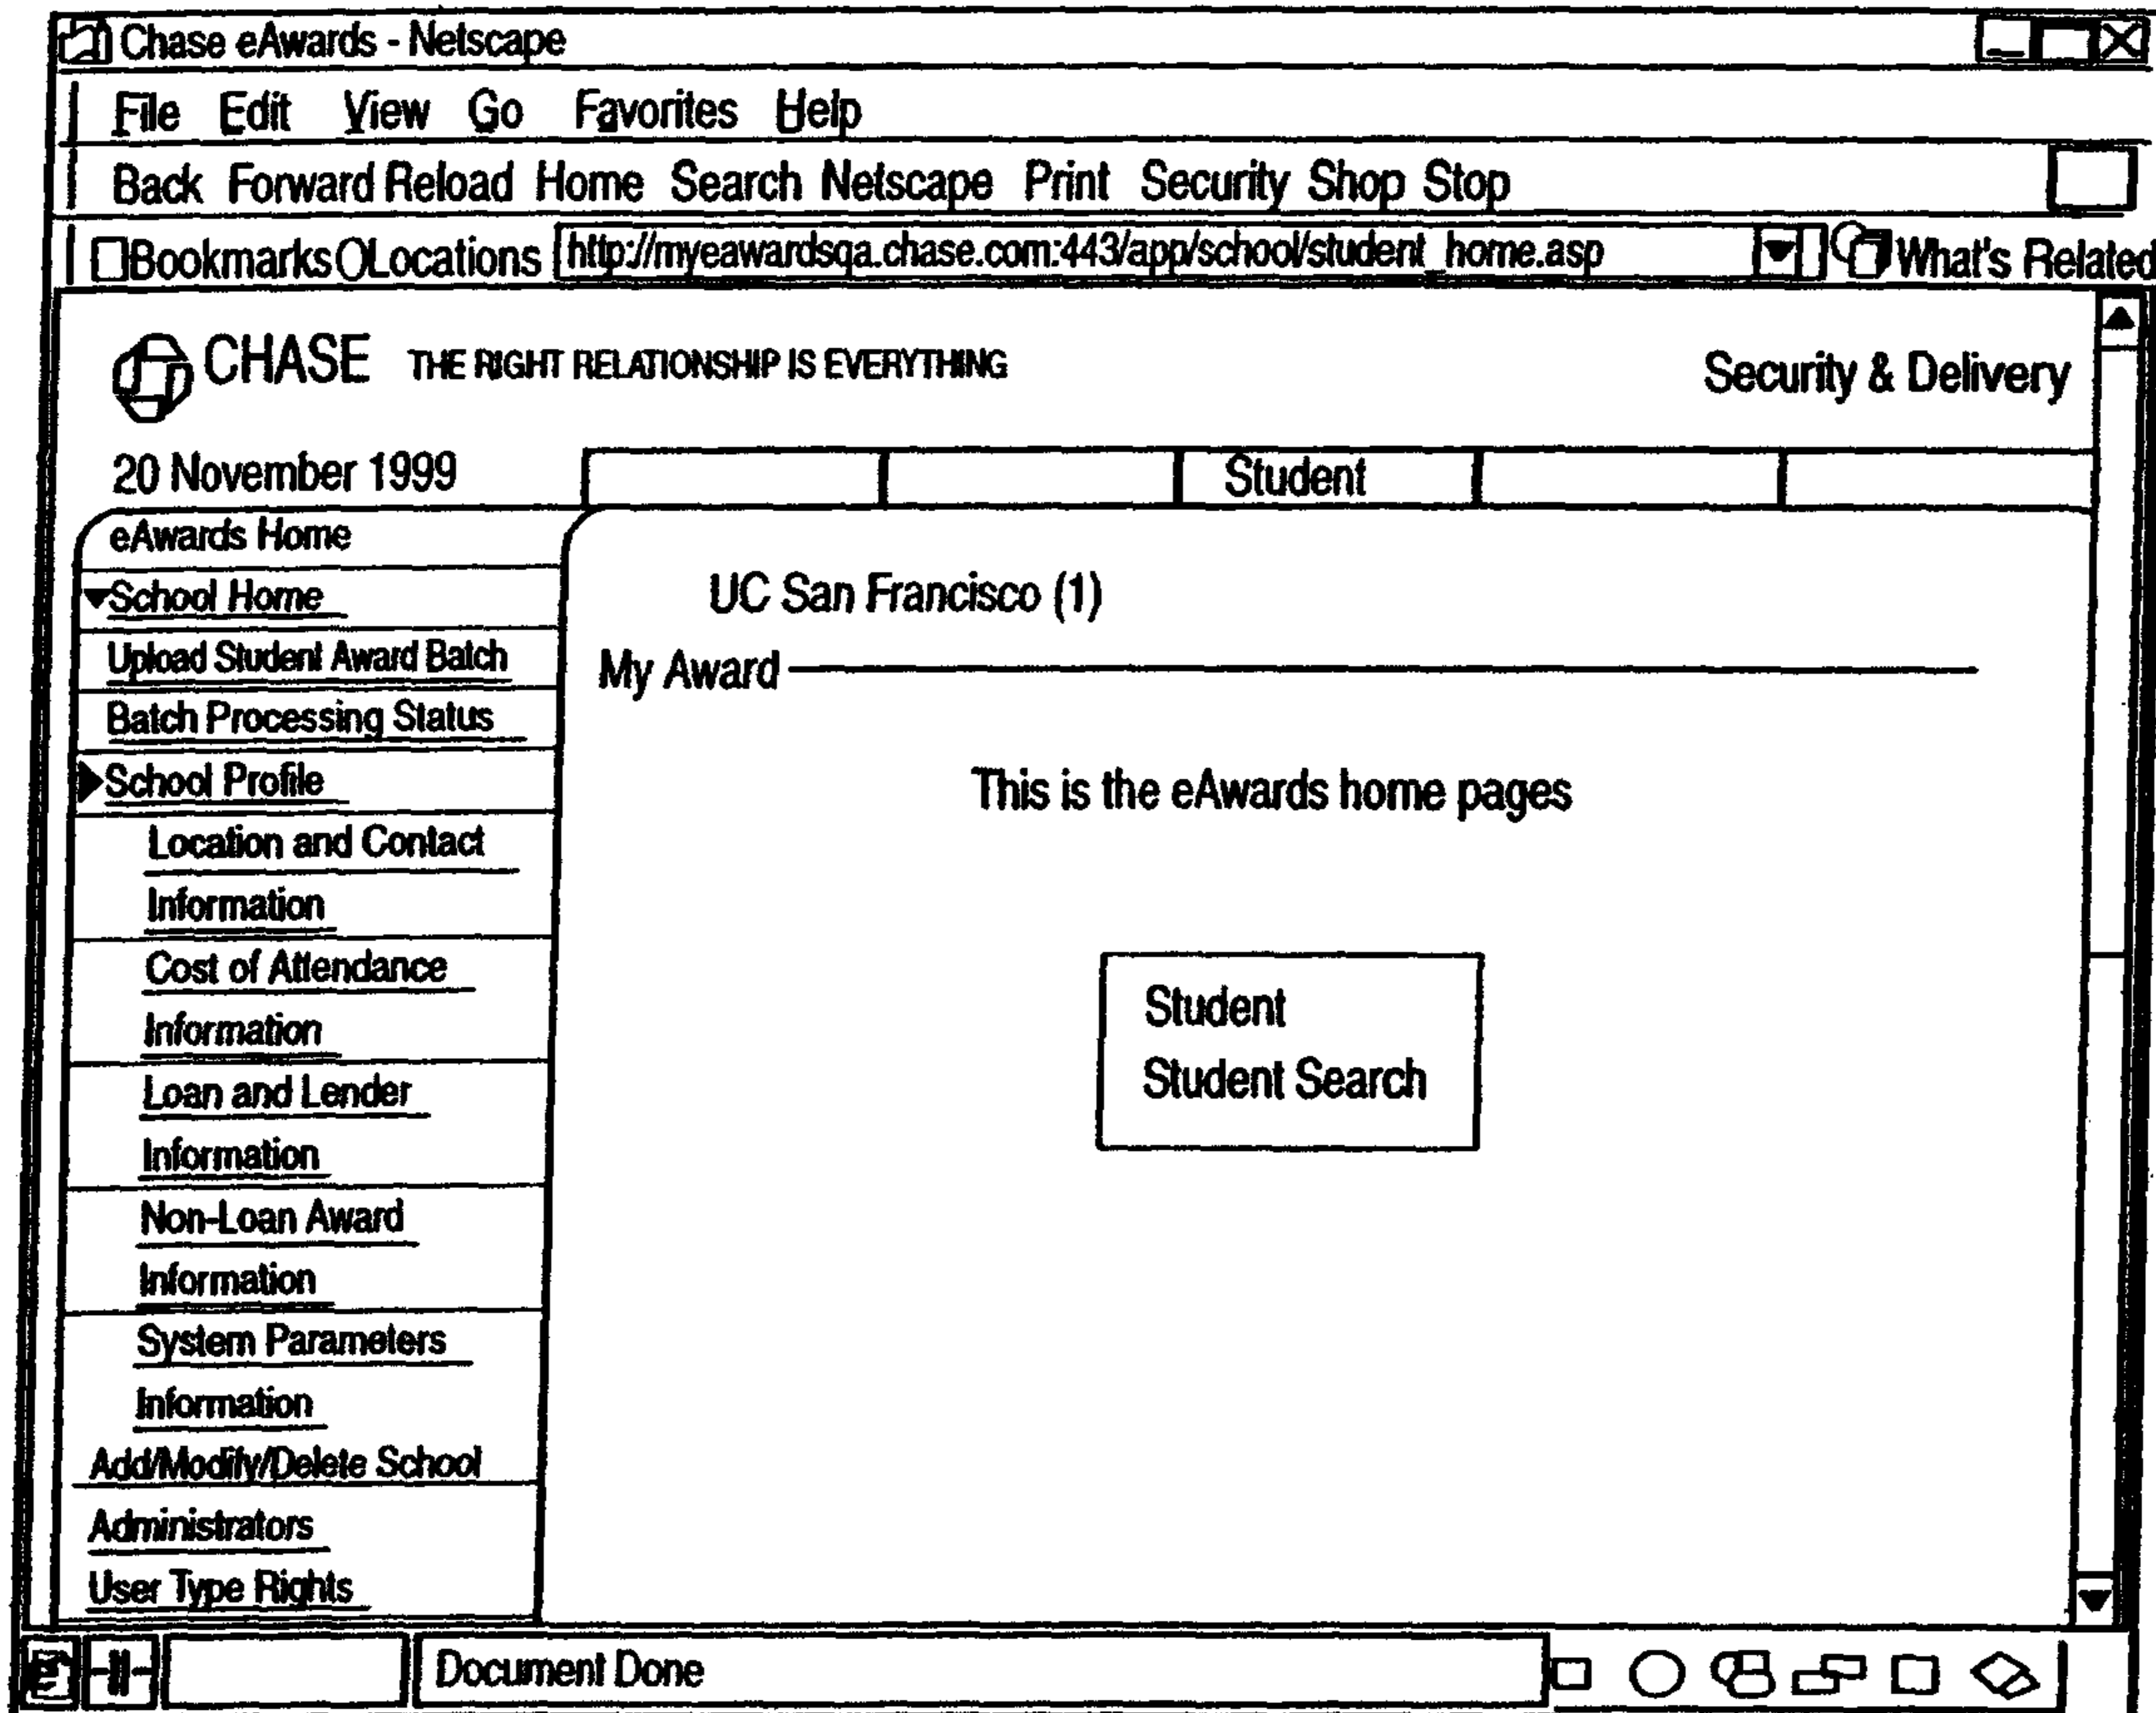 Chase eAwards - Netscape
File Edit View Go Favorites Help
Back Forward Reload Home Search Netscape Print Security Shop Stop
Bookmarks Locations http://myeawardsqa.chase.com:443/app/school/student_home.asp What's Related
CHASE THE RIGHT RELATIONSHIP IS EVERYTHING
Security & Delivery
20 November 1999
Student
eAwards Home
School Home
Upload Student Award Batch
Batch Processing Status
School Profile
Location and Contact
Information
Cost of Attendance
Information
Loan and Lender
Information
Non-Loan Award
Information
System Parameters
Information
Add/Modify/Delete School
Administrators
User Type Rights
UC San Francisco (1)
My Award
This is the eAwards home pages
Student
Student Search
Document Done